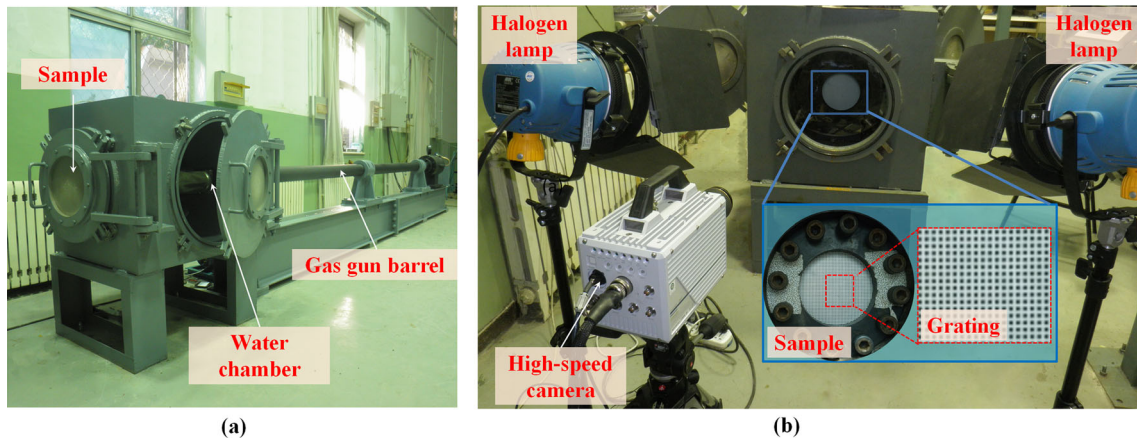 Sample
Gas gun barrel
Water
chamber
(a)
Halogen
lamp
Halogen
lamp
Sample
Grating
High-speed
camera
(b)